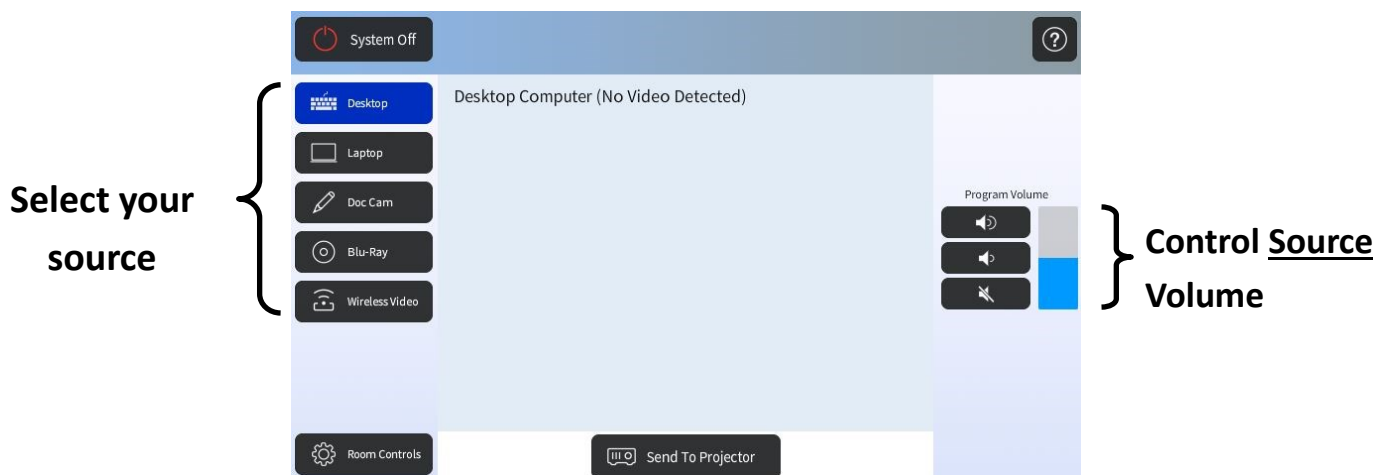 System Off
?
Select your
source
Desktop
Laptop
Doc Cam
Blu-Ray
Wireless Video
Room Controls
Desktop Computer (No Video Detected)
Send To Projector
Program Volume
Control Source
Volume